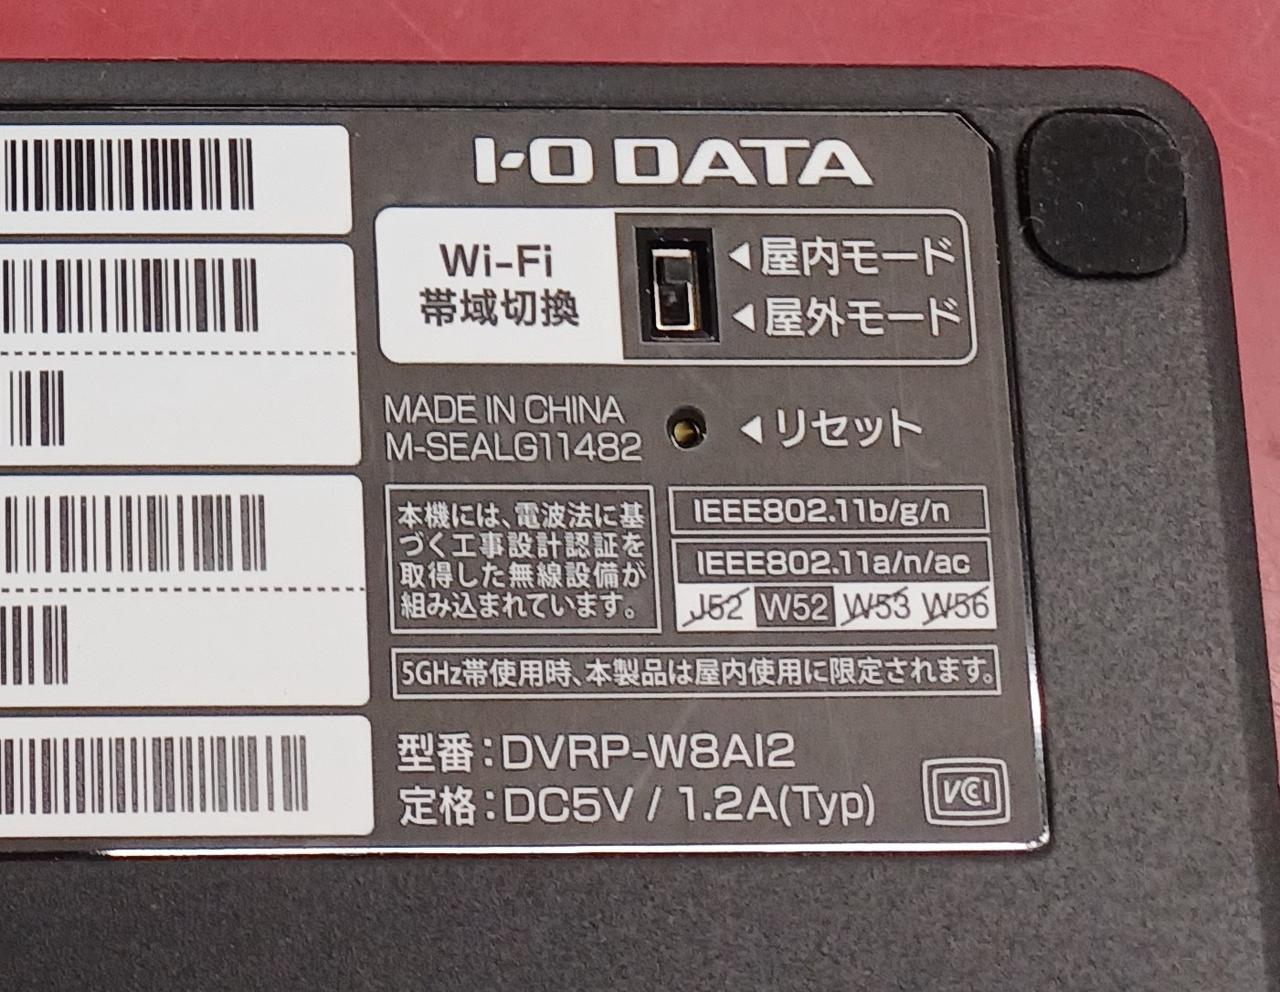 I-O DATA
Wi-Fi
帯域切換
◀屋内モード
◀屋外モード
MADE IN CHINA
M-SEALG11482
◀リセット
本機には、電波法に基
づく工事設計認証を
取得した無線設備が
組み込まれています。
IEEE802.11b/g/n
IEEE802.11a/n/ac
J52 W52 W53 W56
5GHz帯使用時、本製品は屋内使用に限定されます。
型番:DVRP-W8AI2
定格:DC5V / 1.2A(Typ)
VCCI